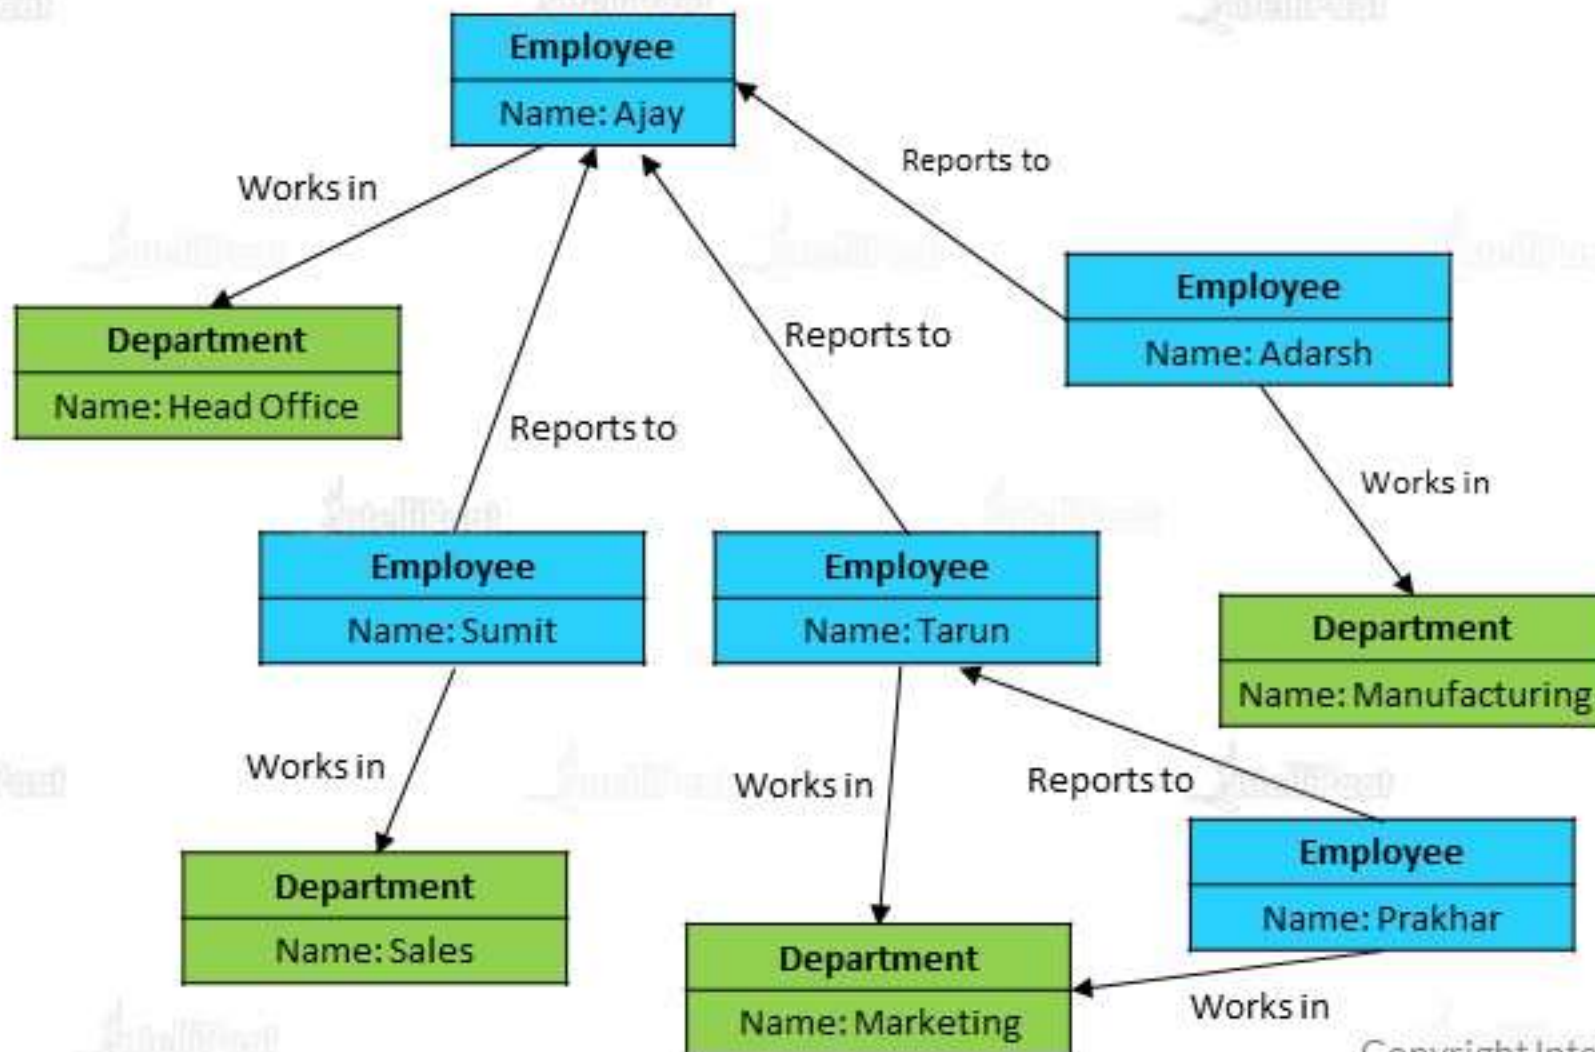 Employee
Name: Ajay
Reports to
Works in
Employee
Name: Adarsh
Department
Name: Head Office
Reports to
Reports to
Works in
Employee
Name: Sumit
Employee
Name: Tarun
Department
Name: Manufacturing
Works in
Works in
Reports to
Employee
Name: Prakhar
Department
Name: Sales
Department
Name: Marketing
Works in
Copyright